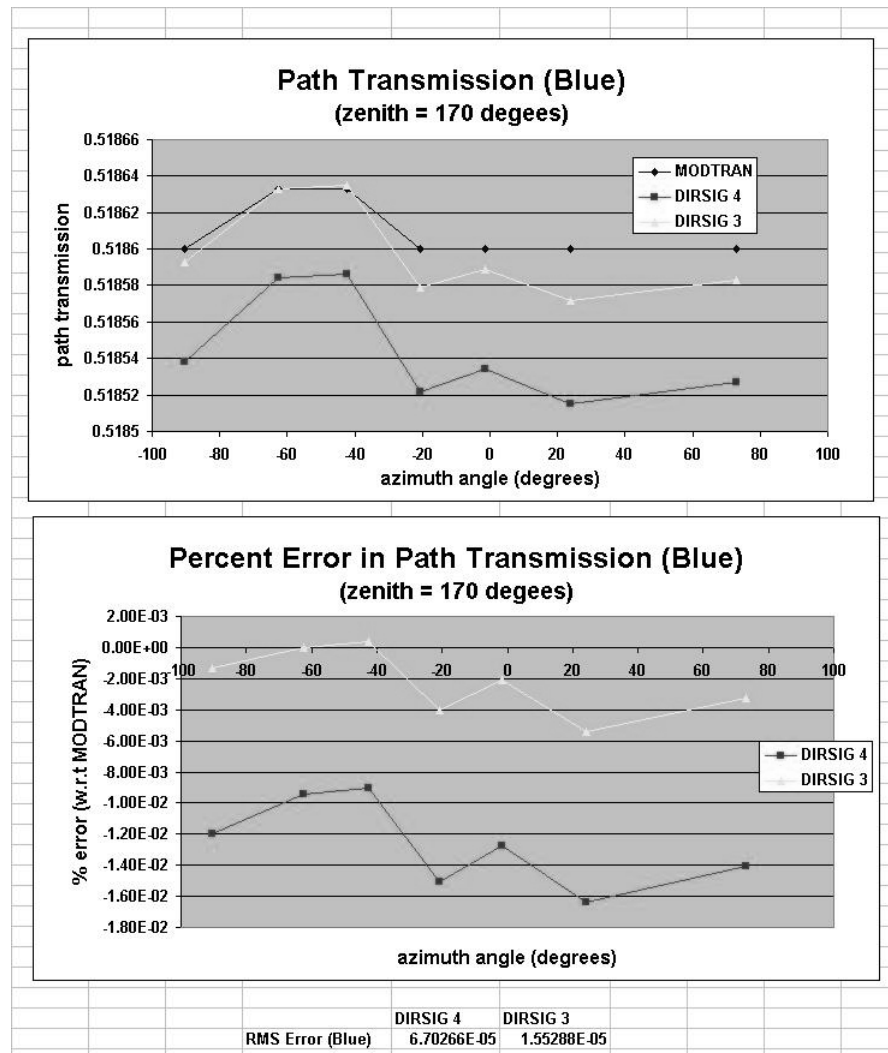 Path Transmission (Blue)
(zenith = 170 degees)
path transmission
0.51866
0.51864
0.51862
0.5186
0.51858
0.51856
0.51854
0.51852
0.5185
MODTRAN
DIRSIG 4
DIRSIG 3
-100 -80 -60 -40 -20 0 20 40 60 80 100
azimuth angle (degrees)
Percent Error in Path Transmission (Blue)
(zenith = 170 degees)
% error (w.r.t MODTRAN)
2.00E-03
0.00E+00
-100 -80 -60 -40 -20 0 20 40 60 80 100
-2.00E-03
-4.00E-03
-6.00E-03
-8.00E-03
-1.00E-02
-1.20E-02
-1.40E-02
-1.60E-02
-1.80E-02
DIRSIG 4
DIRSIG 3
azimuth angle (degrees)
DIRSIG 4 DIRSIG 3
RMS Error (Blue) 6.70266E-05 1.55288E-05